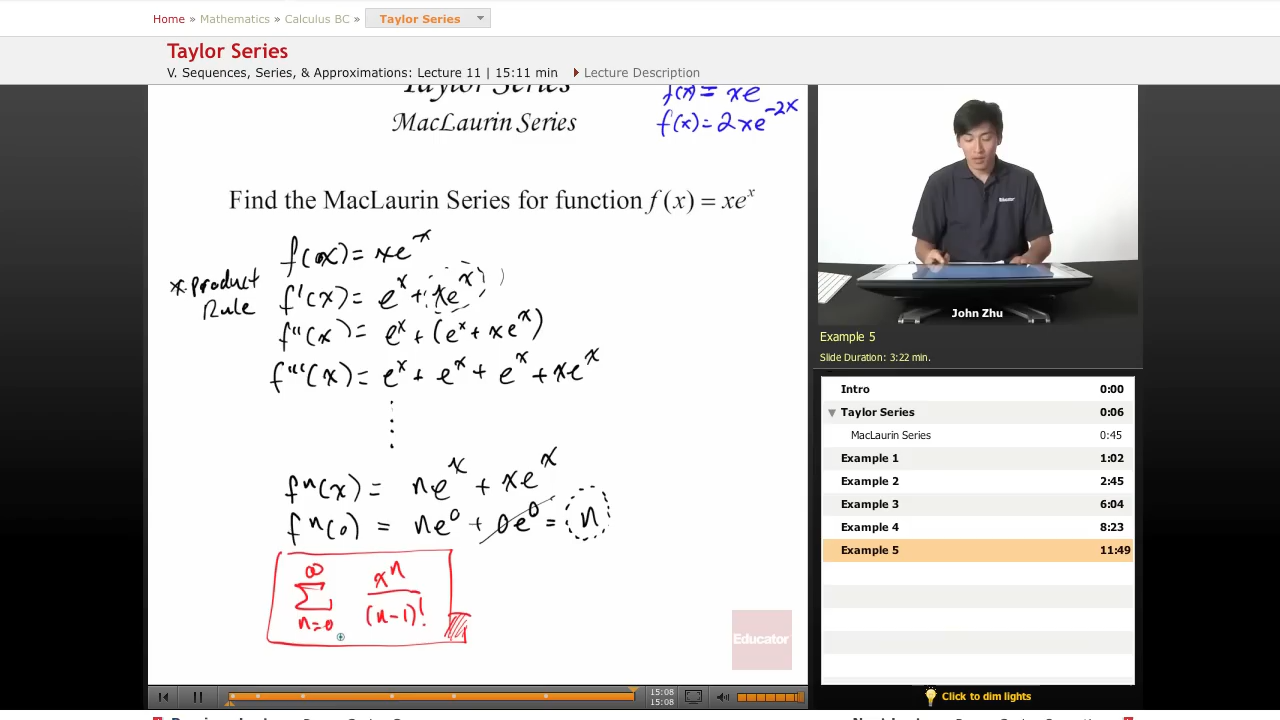 Home » Mathematics » Calculus BC » Taylor Series
Taylor Series
V. Sequences, Series, & Approximations: Lecture 11 | 15:11 min Lecture Description
Taylor Series
MacLaurin Series
f(x) = xe
f(x) = 2xe^{-2x}
Find the MacLaurin Series for function f(x) = xe^x
f(x) = xe^x
* Product
Rule
f'(x) = e^x + xe^x
f''(x) = e^x + (e^x + xe^x)
f'''(x) = e^x + e^x + e^x + xe^x
f^n(x) = ne^x + xe^x
f^n(0) = ne^0 + 0e^0 = n
∞
Σ x^n/(n-1)!
n=0
Educator
Educator
John Zhu
Example 5
Slide Duration: 3:22 min.
Intro 0:00
Taylor Series 0:06
MacLaurin Series 0:45
Example 1 1:02
Example 2 2:45
Example 3 6:04
Example 4 8:23
Example 5 11:49
15:08
15:08
Click to dim lights